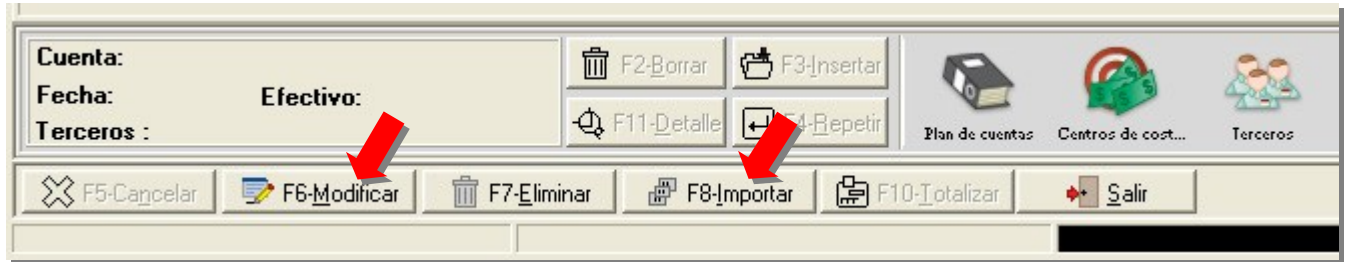 Cuenta:
Fecha: Efectivo:
Terceros :
F2-Borrar F3-Insertar
F11-Detalle F4-Repetir
Plan de cuentas Centros de cost... Terceros
F5-Cancelar F6-Modificar F7-Eliminar F8-Importar F10-Totalizar Salir